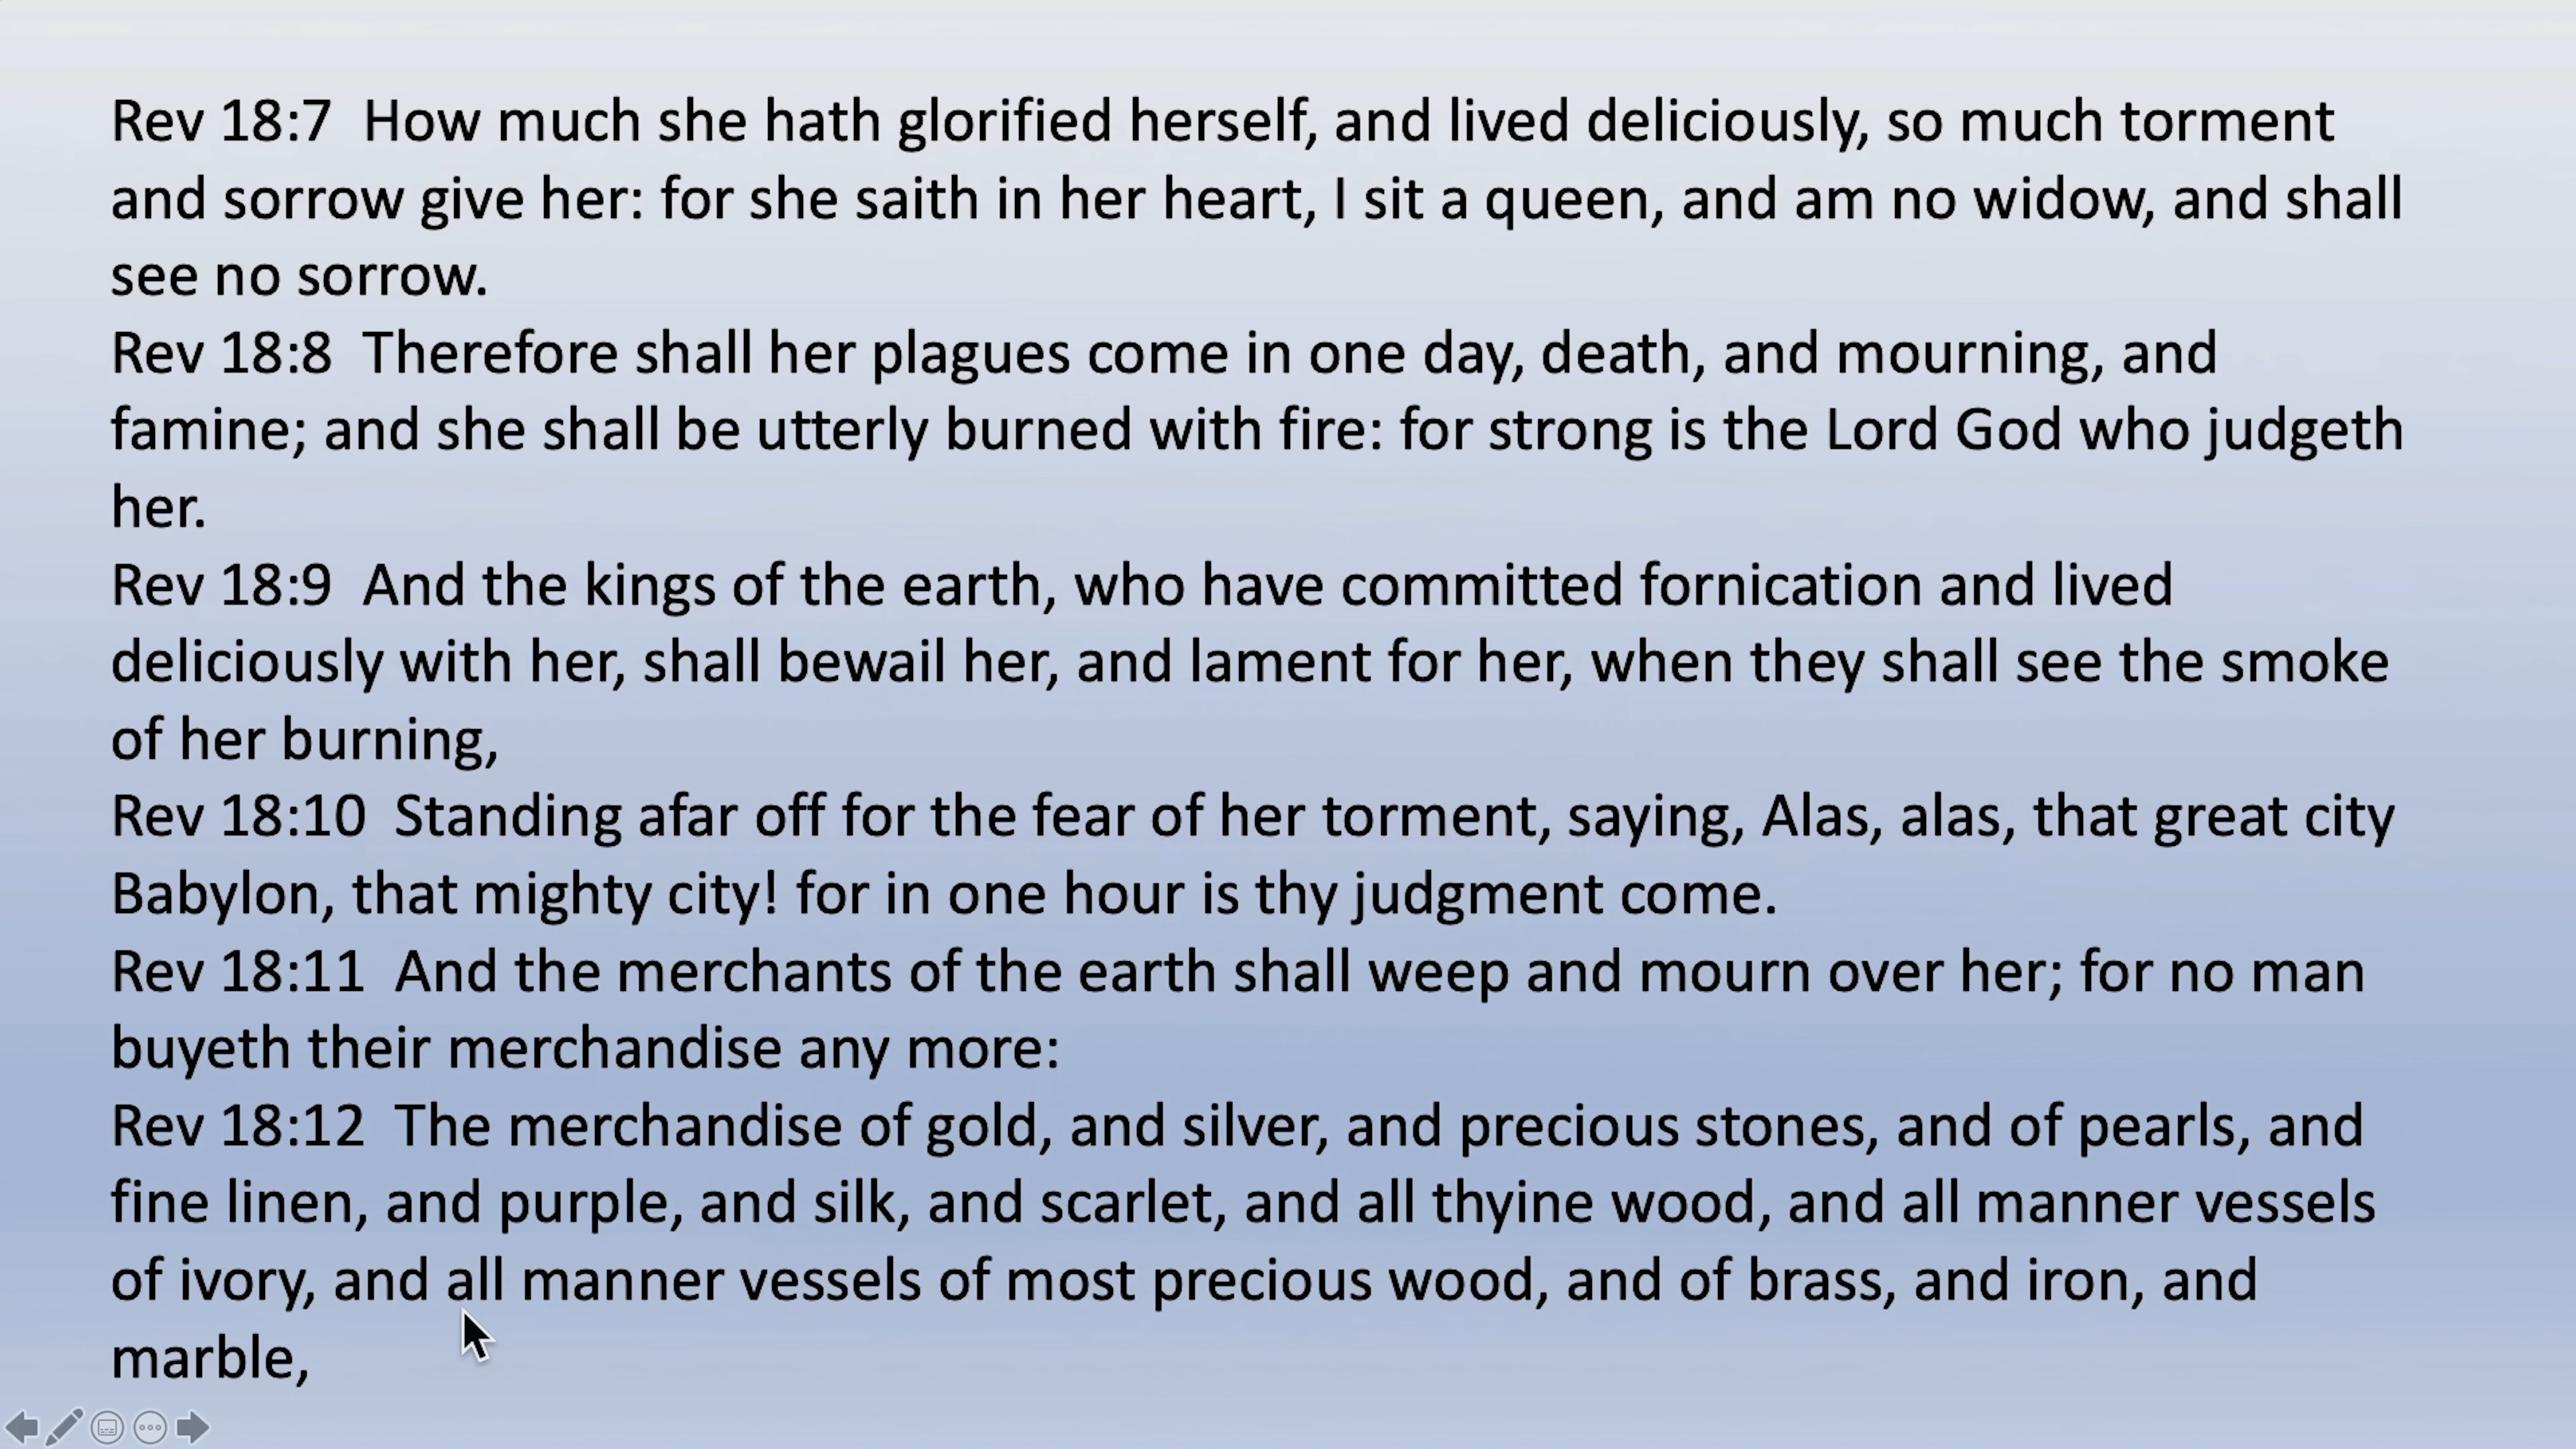 Rev 18:7  How much she hath glorified herself, and lived deliciously, so much torment
and sorrow give her: for she saith in her heart, I sit a queen, and am no widow, and shall
see no sorrow.
Rev 18:8  Therefore shall her plagues come in one day, death, and mourning, and
famine; and she shall be utterly burned with fire: for strong is the Lord God who judgeth
her.
Rev 18:9  And the kings of the earth, who have committed fornication and lived
deliciously with her, shall bewail her, and lament for her, when they shall see the smoke
of her burning,
Rev 18:10  Standing afar off for the fear of her torment, saying, Alas, alas, that great city
Babylon, that mighty city! for in one hour is thy judgment come.
Rev 18:11  And the merchants of the earth shall weep and mourn over her; for no man
buyeth their merchandise any more:
Rev 18:12  The merchandise of gold, and silver, and precious stones, and of pearls, and
fine linen, and purple, and silk, and scarlet, and all thyine wood, and all manner vessels
of ivory, and all manner vessels of most precious wood, and of brass, and iron, and
marble,